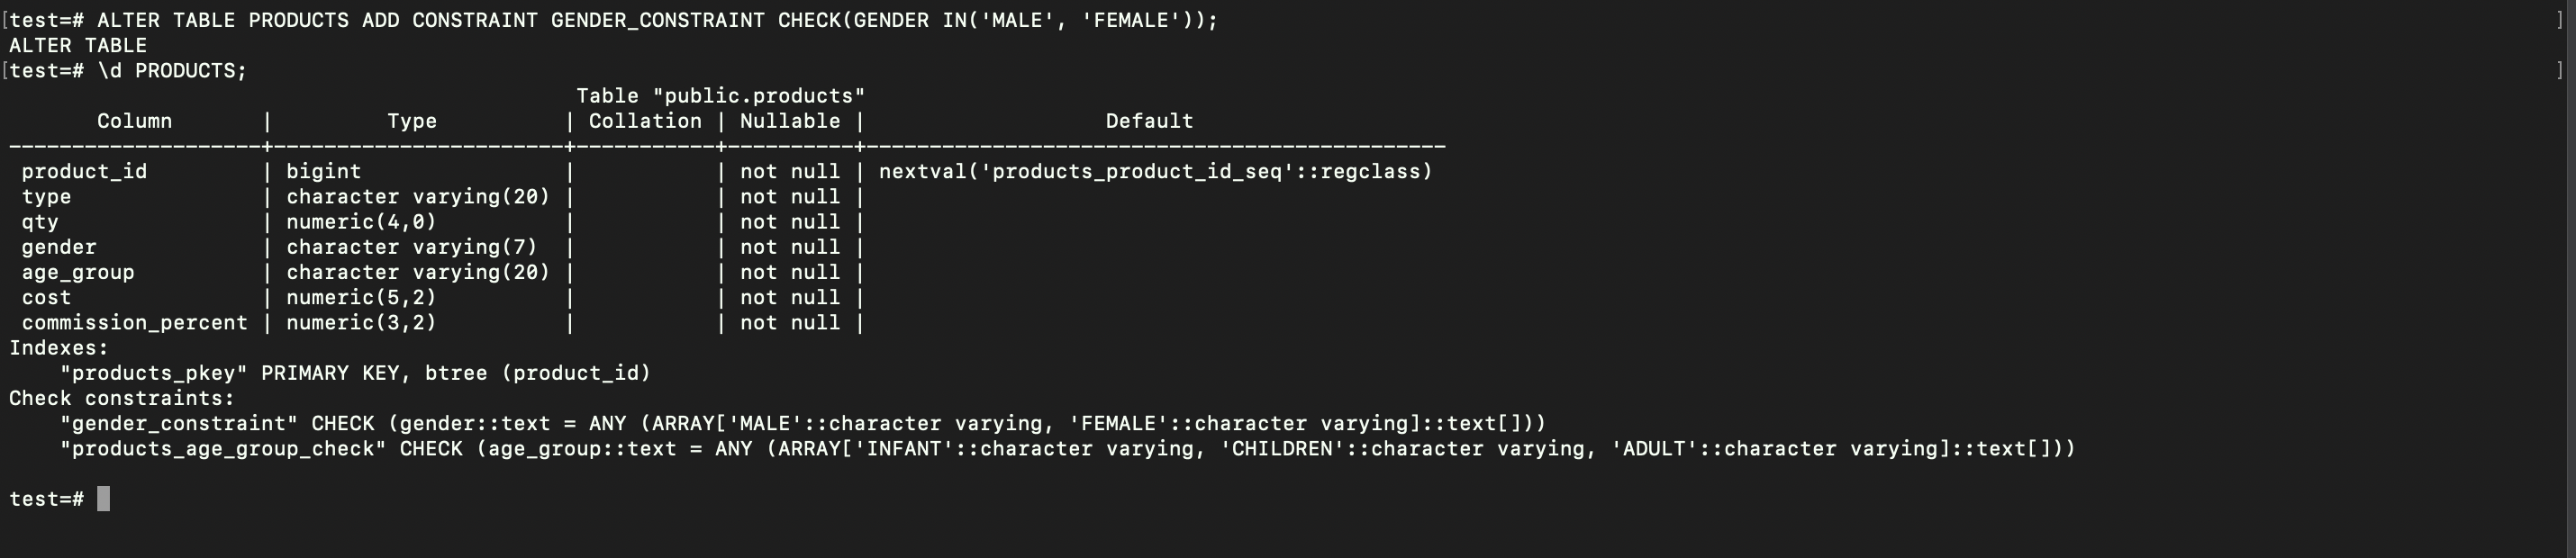 [test=# ALTER TABLE PRODUCTS ADD CONSTRAINT GENDER_CONSTRAINT CHECK(GENDER IN('MALE', 'FEMALE')); ]
ALTER TABLE
[test=# \d PRODUCTS; ]
                                             Table "public.products"
       Column       |         Type          | Collation | Nullable |                   Default
--------------------+-----------------------+-----------+----------+----------------------------------------------
 product_id         | bigint                |           | not null | nextval('products_product_id_seq'::regclass)
 type               | character varying(20) |           | not null |
 qty                | numeric(4,0)          |           | not null |
 gender             | character varying(7)  |           | not null |
 age_group          | character varying(20) |           | not null |
 cost               | numeric(5,2)          |           | not null |
 commission_percent | numeric(3,2)          |           | not null |
Indexes:
    "products_pkey" PRIMARY KEY, btree (product_id)
Check constraints:
    "gender_constraint" CHECK (gender::text = ANY (ARRAY['MALE'::character varying, 'FEMALE'::character varying]::text[]))
    "products_age_group_check" CHECK (age_group::text = ANY (ARRAY['INFANT'::character varying, 'CHILDREN'::character varying, 'ADULT'::character varying]::text[]))
test=#